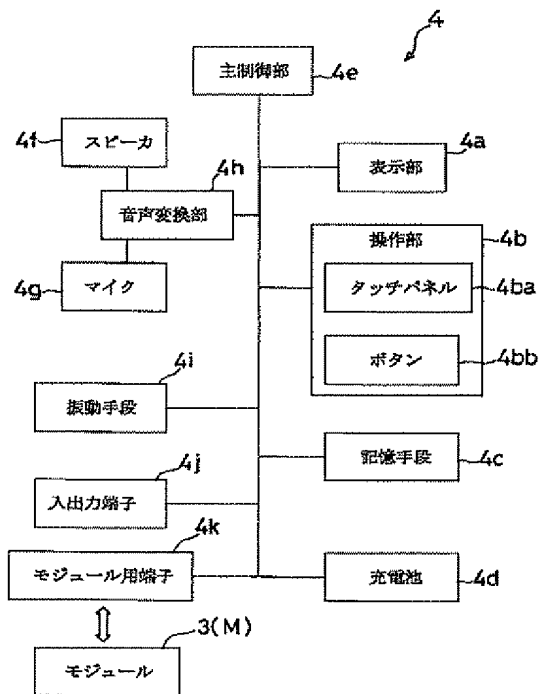 4
主制御部
4e
4f
スピーカ
4h
音声変換部
4g
マイク
4a
表示部
操作部
4b
タッチパネル
4ba
ボタン
4bb
4i
振動手段
4j
入出力端子
4k
モジュール用端子
記憶手段
4c
充電池
4d
3(M)
モジュール